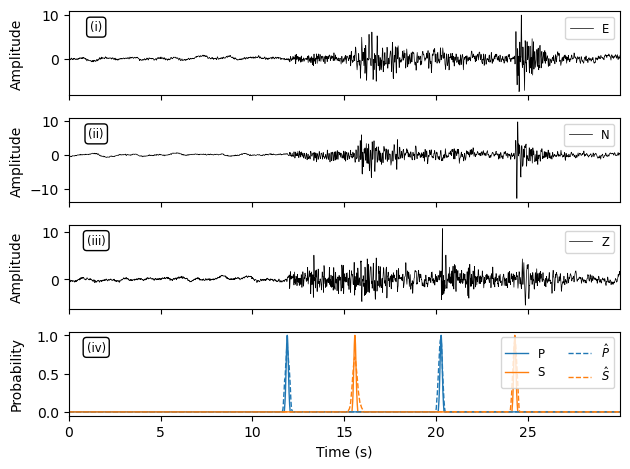 (i)
E
Amplitude
10
0
(ii)
N
Amplitude
10
0
−10
(iii)
Z
Amplitude
10
0
(iv)
P
S
P̂
Ŝ
Probability
1.0
0.5
0.0
0 5 10 15 20 25
Time (s)